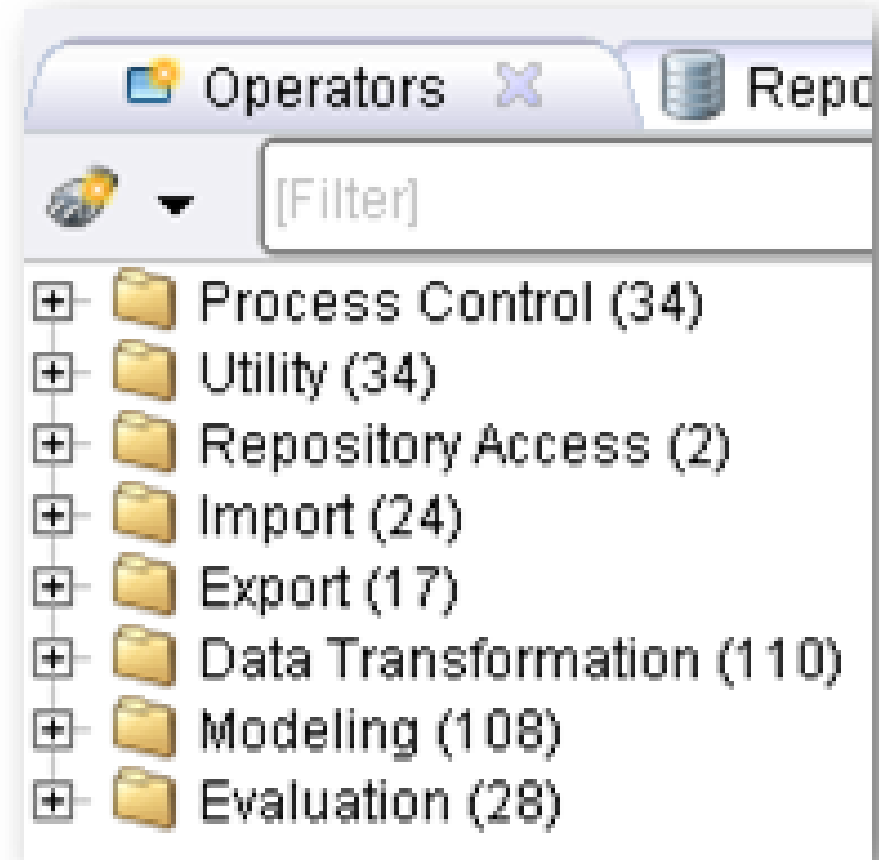 Operators Repo
[Filter]
Process Control (34)
Utility (34)
Repository Access (2)
Import (24)
Export (17)
Data Transformation (110)
Modeling (108)
Evaluation (28)